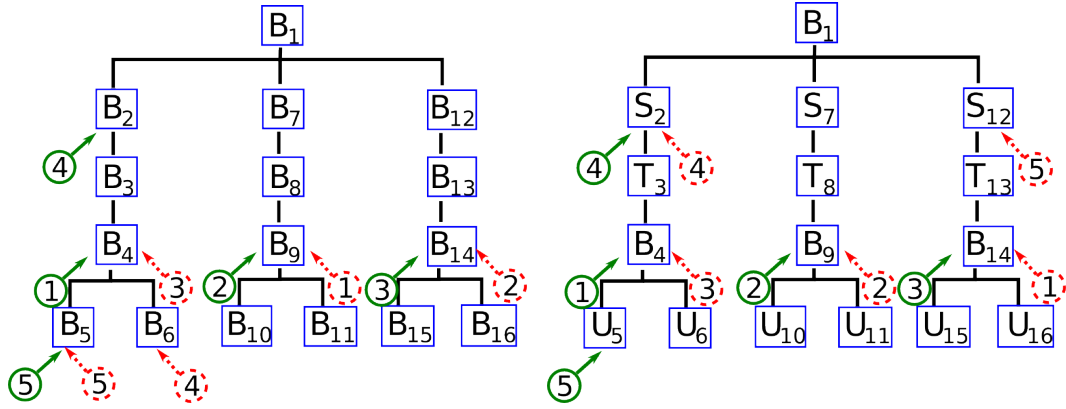 B1 B1
B2 B7 B12 S2 S7 S12
4 4 4 5
B3 B8 B13 T3 T8 T13
B4 B9 B14 B4 B9 B14
1 3 2 1 3 2 1 3 2 2 3 1
B5 B6 B10 B11 B15 B16 U5 U6 U10 U11 U15 U16
5 5 4 5